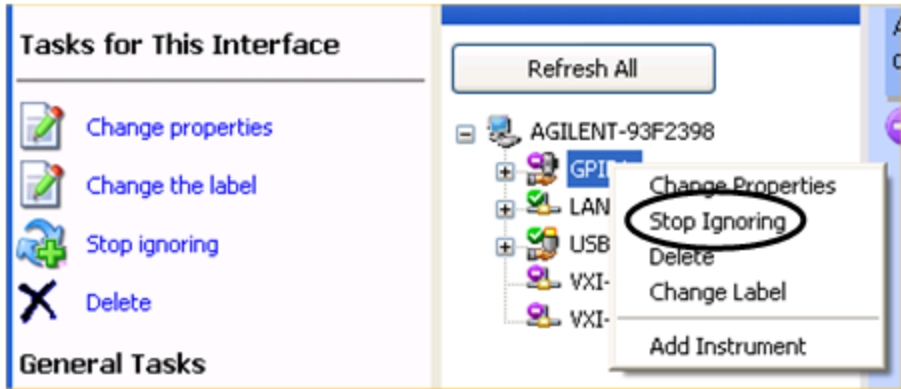 Tasks for This Interface
Change properties
Change the label
Stop ignoring
Delete
General Tasks
Refresh All
AGILENT-93F2398
LAN
USB
VXI-
VXI-
Change Properties
Stop Ignoring
Delete
Change Label
Add Instrument